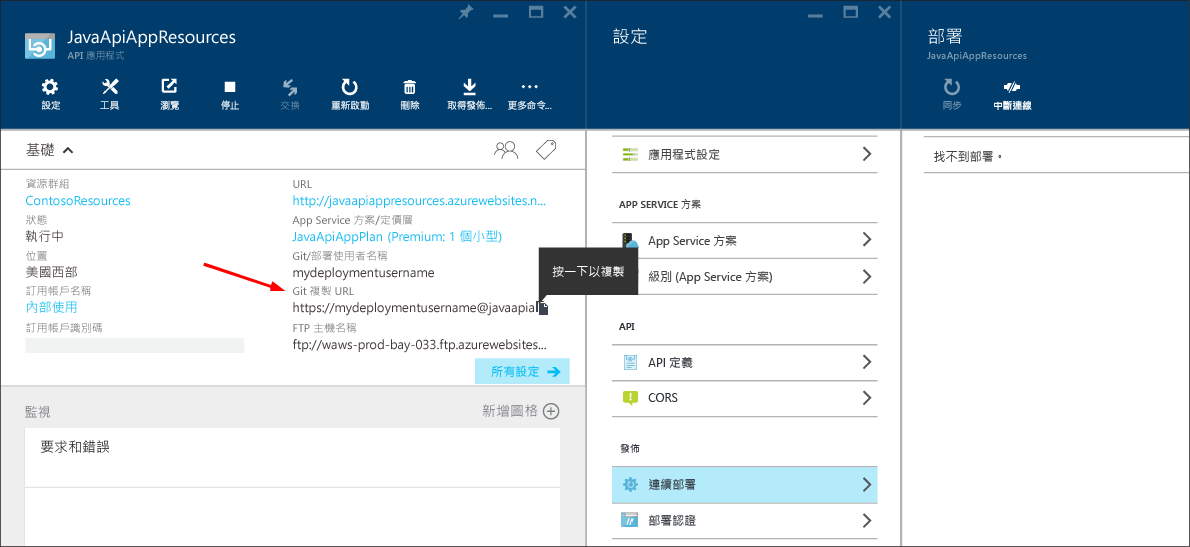 JavaApiAppResources
API 應用程式
設定
工具
瀏覽
停止
交換
重新啟動
刪除
取得發佈...
更多命令...
基礎
資源群組
ContosoResources
狀態
執行中
位置
美國西部
訂用帳戶名稱
內部使用
訂用帳戶識別碼
URL
http://javaapiappresources.azurewebsites.n...
App Service 方案/定價層
JavaApiAppPlan (Premium: 1 個小型)
Git/部署使用者名稱
mydeploymentusername
Git 複製 URL
https://mydeploymentusername@javaapia
按一下以複製
FTP 主機名稱
ftp://waws-prod-bay-033.ftp.azurewebsites...
所有設定
監視
新增圖格
要求和錯誤
設定
應用程式設定
APP SERVICE 方案
App Service 方案
級別 (App Service 方案)
API
API 定義
CORS
發佈
連續部署
部署認證
部署
JavaApiAppResources
同步
中斷連線
找不到部署。